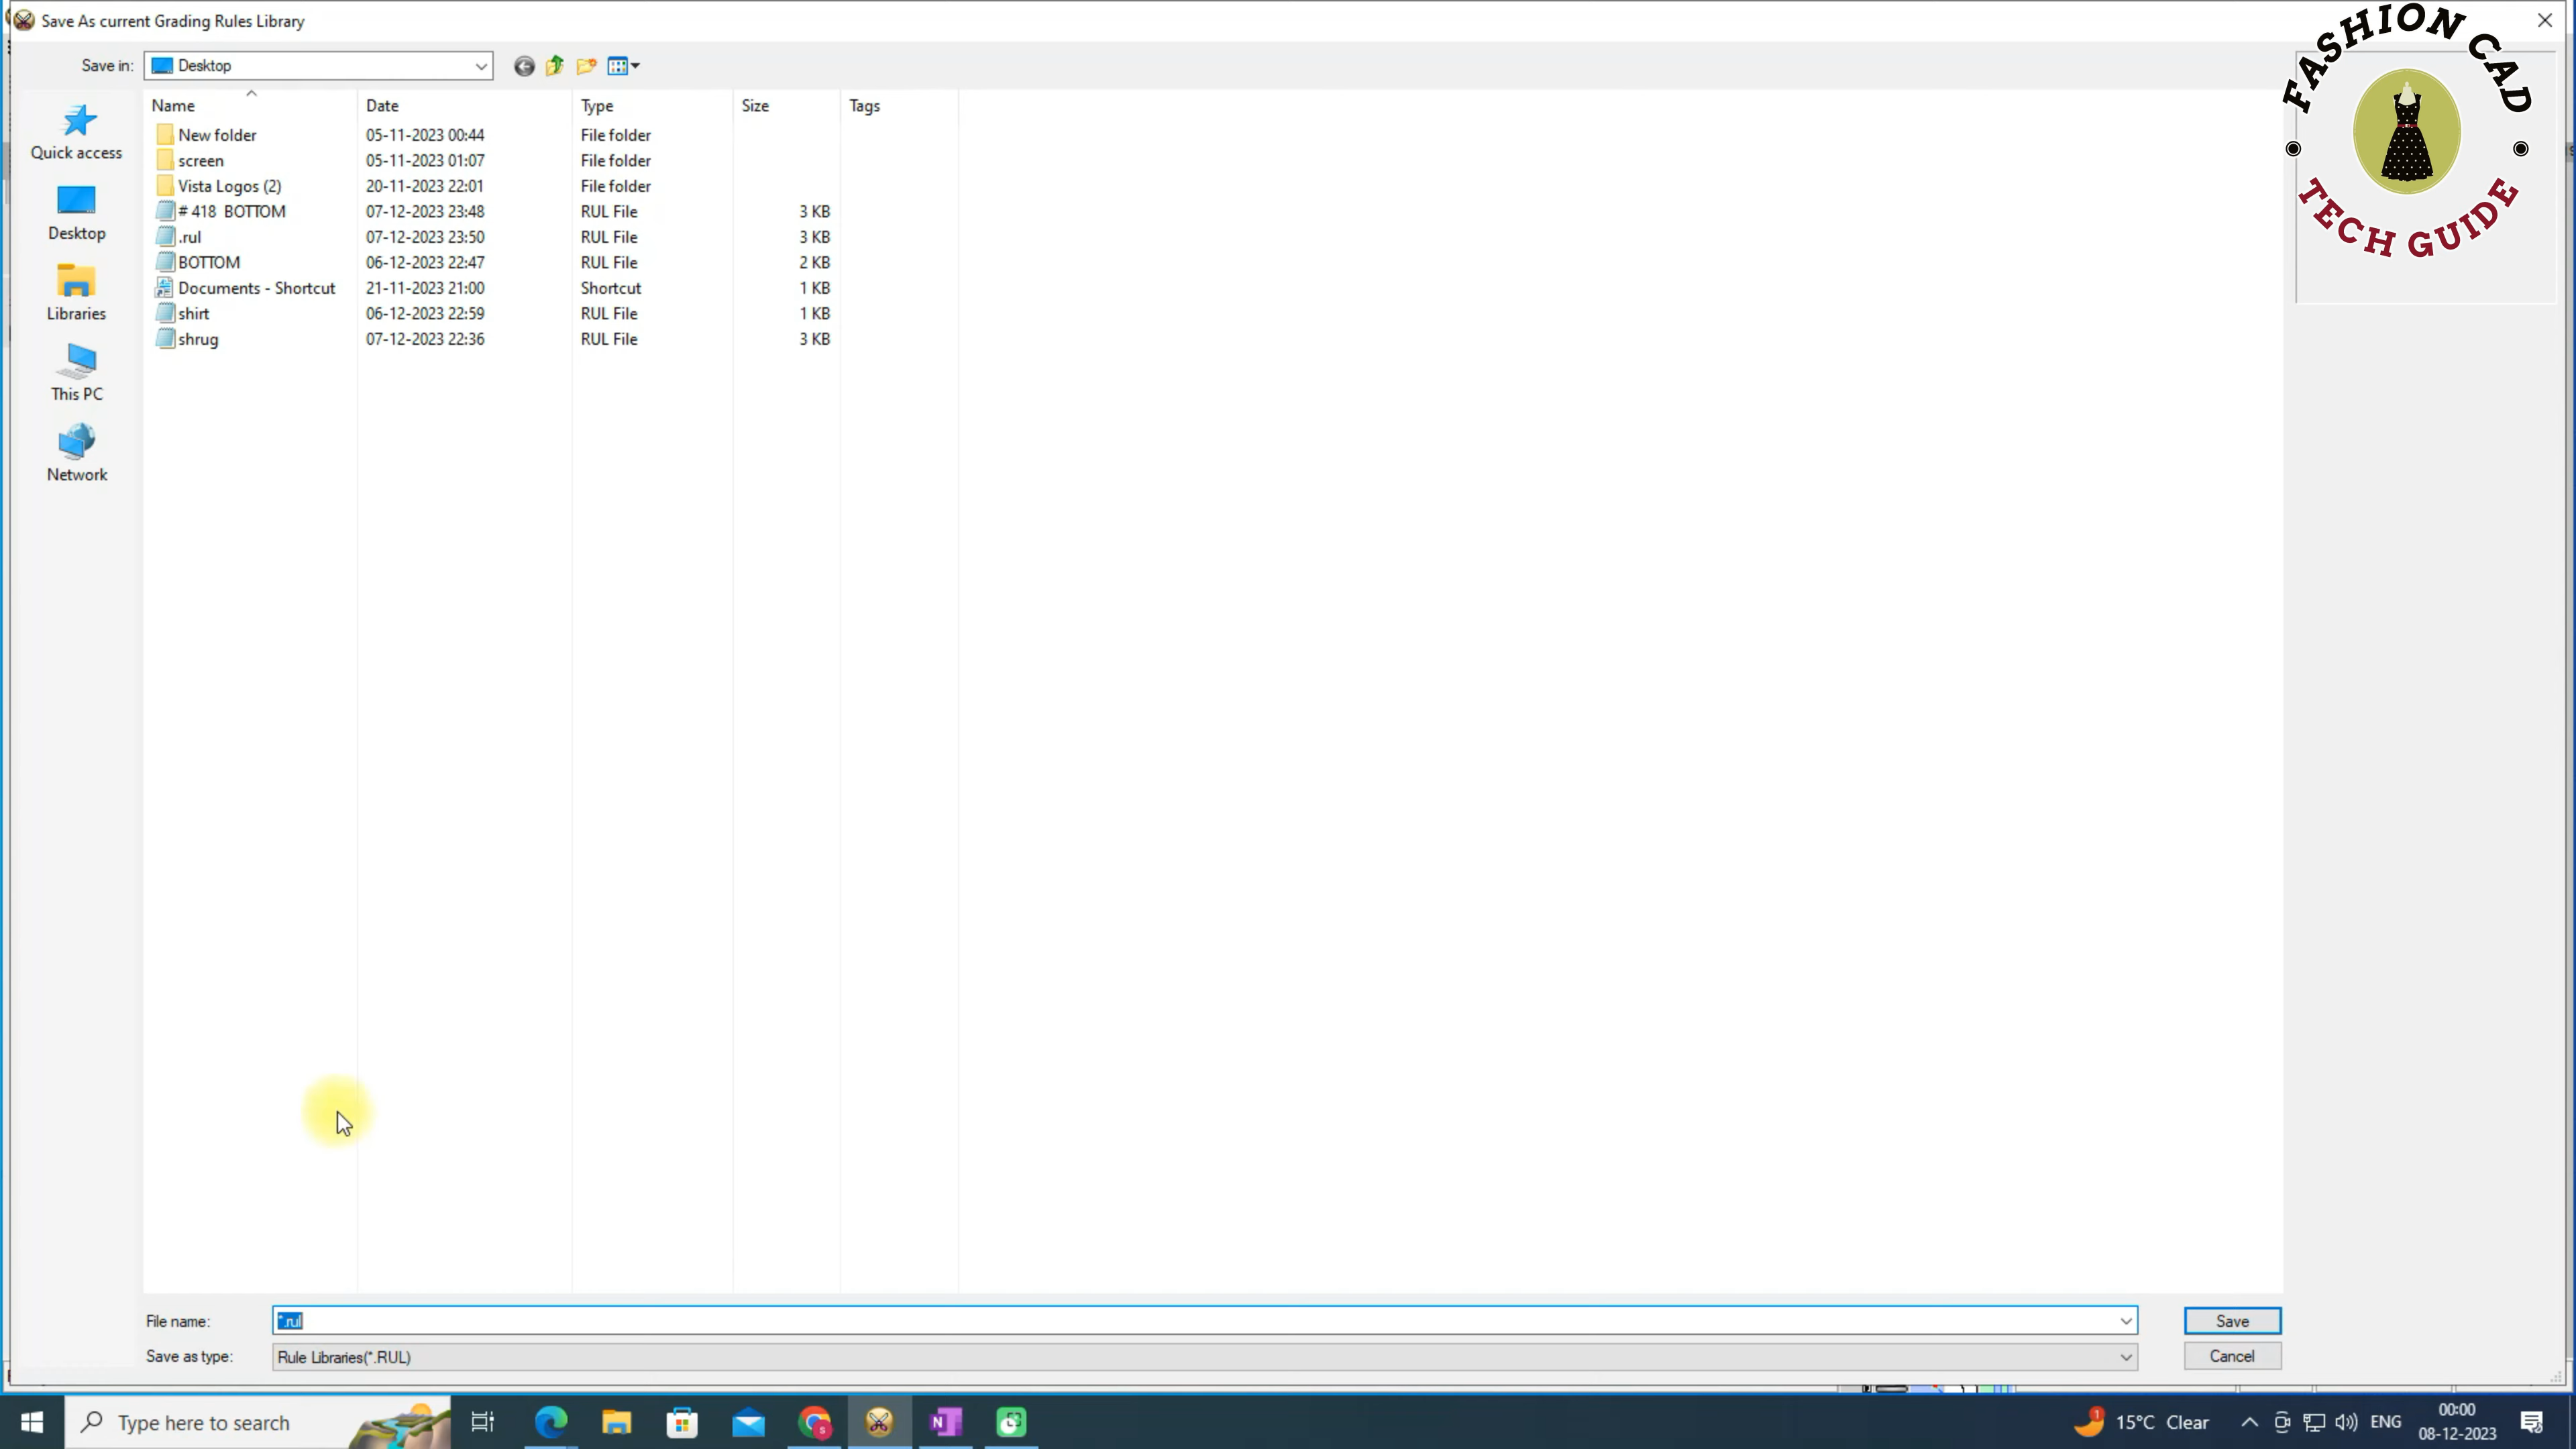 Save As current Grading Rules Library
Save in: Desktop
Name Date Type Size Tags
New folder 05-11-2023 00:44 File folder
screen 05-11-2023 01:07 File folder
Vista Logos (2) 20-11-2023 22:01 File folder
# 418 BOTTOM 07-12-2023 23:48 RUL File 3 KB
.rul 07-12-2023 23:50 RUL File 3 KB
BOTTOM 06-12-2023 22:47 RUL File 2 KB
Documents - Shortcut 21-11-2023 21:00 Shortcut 1 KB
shirt 06-12-2023 22:59 RUL File 1 KB
shrug 07-12-2023 22:36 RUL File 3 KB
Quick access
Desktop
Libraries
This PC
Network
FASHION CAD
TECH GUIDE
File name: *.rul Save
Save as type: Rule Libraries(*.RUL) Cancel
Type here to search
15°C Clear
ENG
00:00
08-12-2023